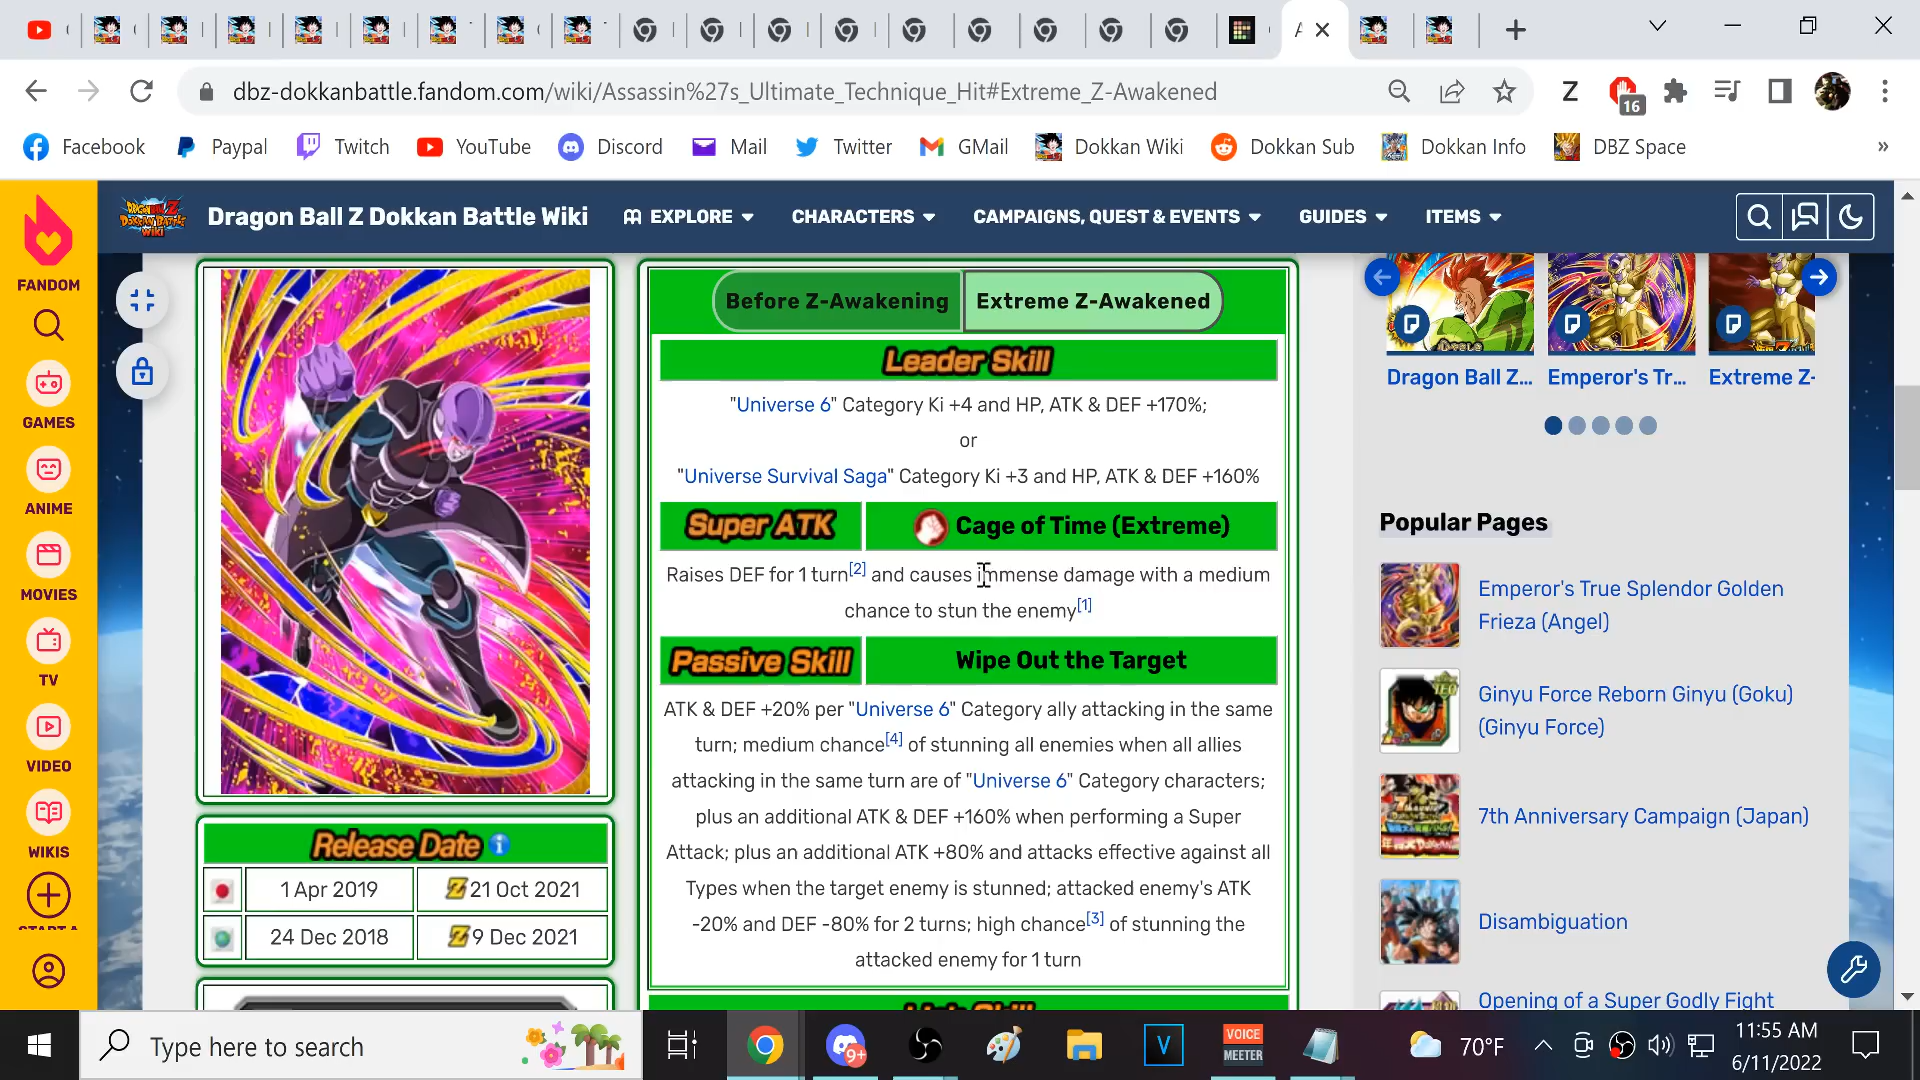 dbz-dokkanbattle.fandom.com/wiki/Assassin%27s_Ultimate_Technique_Hit#Extreme_Z-Awakened
Z
16
Facebook Paypal Twitch YouTube Discord Mail Twitter GMail Dokkan Wiki Dokkan Sub Dokkan Info DBZ Space »
Dragon Ball Z Dokkan Battle Wiki EXPLORE CHARACTERS CAMPAIGNS, QUEST & EVENTS GUIDES ITEMS
FANDOM
GAMES
ANIME
MOVIES
TV
VIDEO
WIKIS
START A
Before Z-Awakening Extreme Z-Awakened
Leader Skill
"Universe 6" Category Ki +4 and HP, ATK & DEF +170%;
or
"Universe Survival Saga" Category Ki +3 and HP, ATK & DEF +160%
Super ATK Cage of Time (Extreme)
Raises DEF for 1 turn[2] and causes immense damage with a medium
chance to stun the enemy[1]
Passive Skill Wipe Out the Target
ATK & DEF +20% per "Universe 6" Category ally attacking in the same
turn; medium chance[4] of stunning all enemies when all allies
attacking in the same turn are of "Universe 6" Category characters;
plus an additional ATK & DEF +160% when performing a Super
Attack; plus an additional ATK +80% and attacks effective against all
Types when the target enemy is stunned; attacked enemy's ATK
-20% and DEF -80% for 2 turns; high chance[3] of stunning the
attacked enemy for 1 turn
Link Skill
Release Date
1 Apr 2019 Z 21 Oct 2021
24 Dec 2018 Z 9 Dec 2021
Dragon Ball Z... Emperor's Tr... Extreme Z-
Popular Pages
Emperor's True Splendor Golden
Frieza (Angel)
Ginyu Force Reborn Ginyu (Goku)
(Ginyu Force)
7th Anniversary Campaign (Japan)
Disambiguation
Opening of a Super Godly Fight
Type here to search
9+
V
VOICE
MEETER
70°F
11:55 AM
6/11/2022